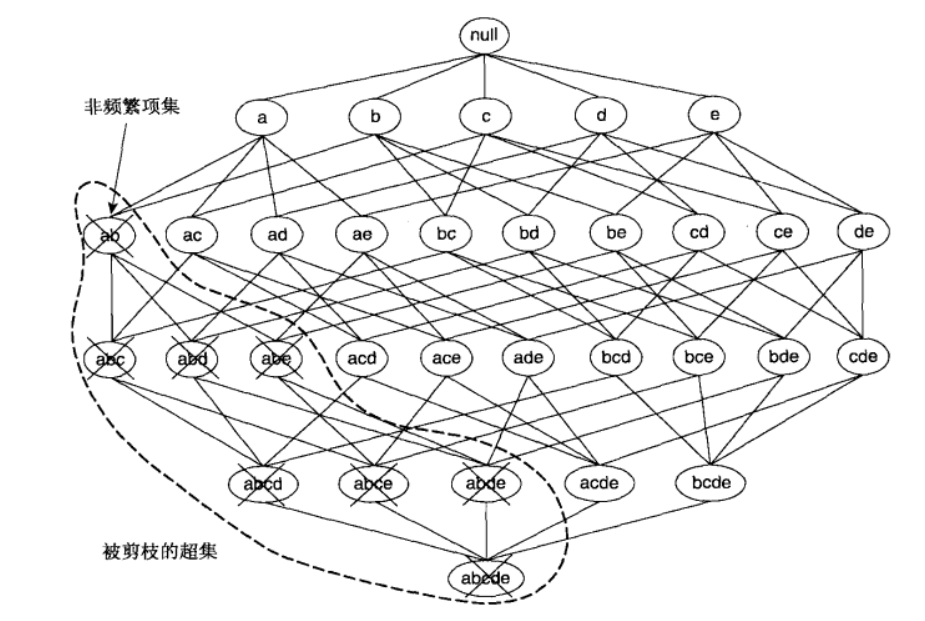 null
a b c d e
非频繁项集
ab ac ad ae bc bd be cd ce de
abc abd abe acd ace ade bcd bce bde cde
abcd abce abde acde bcde
被剪枝的超集
abcde